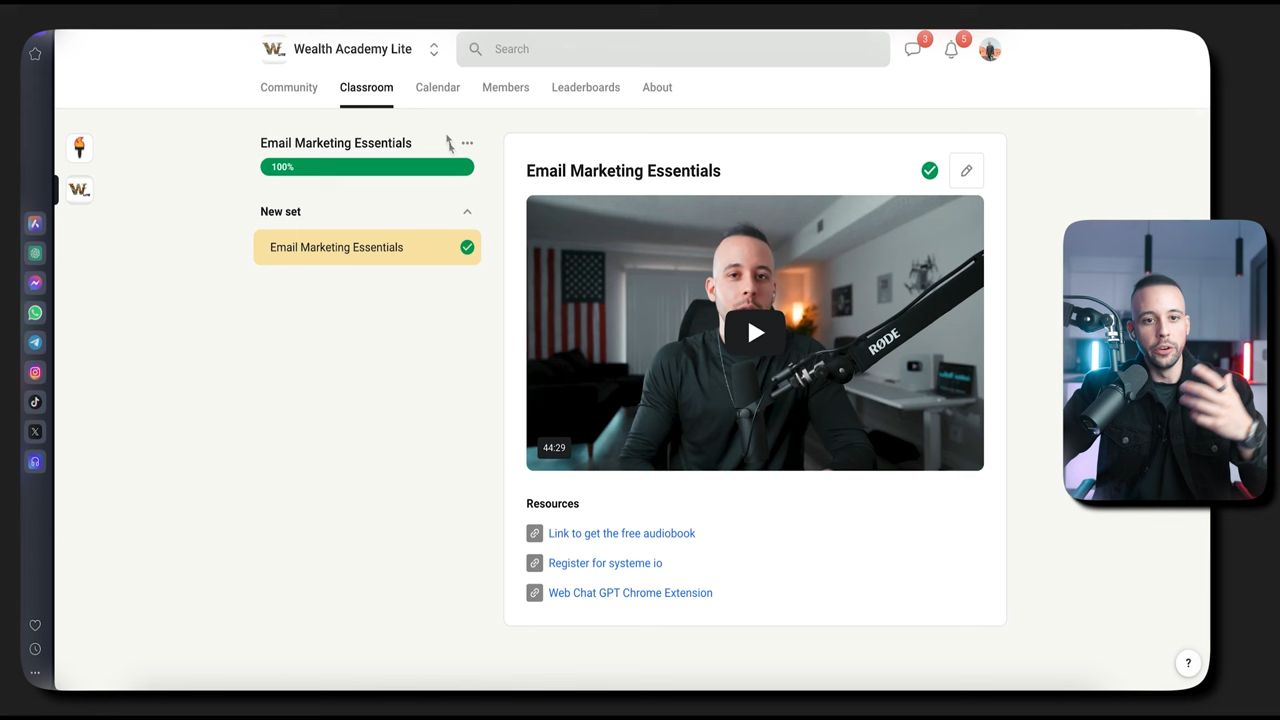 W Lite
Wealth Academy Lite
Search
3
5
Community
Classroom
Calendar
Members
Leaderboards
About
Email Marketing Essentials
100%
New set
Email Marketing Essentials
W Lite
Email Marketing Essentials
RØDE
44:29
Resources
Link to get the free audiobook
Register for systeme io
Web Chat GPT Chrome Extension
?